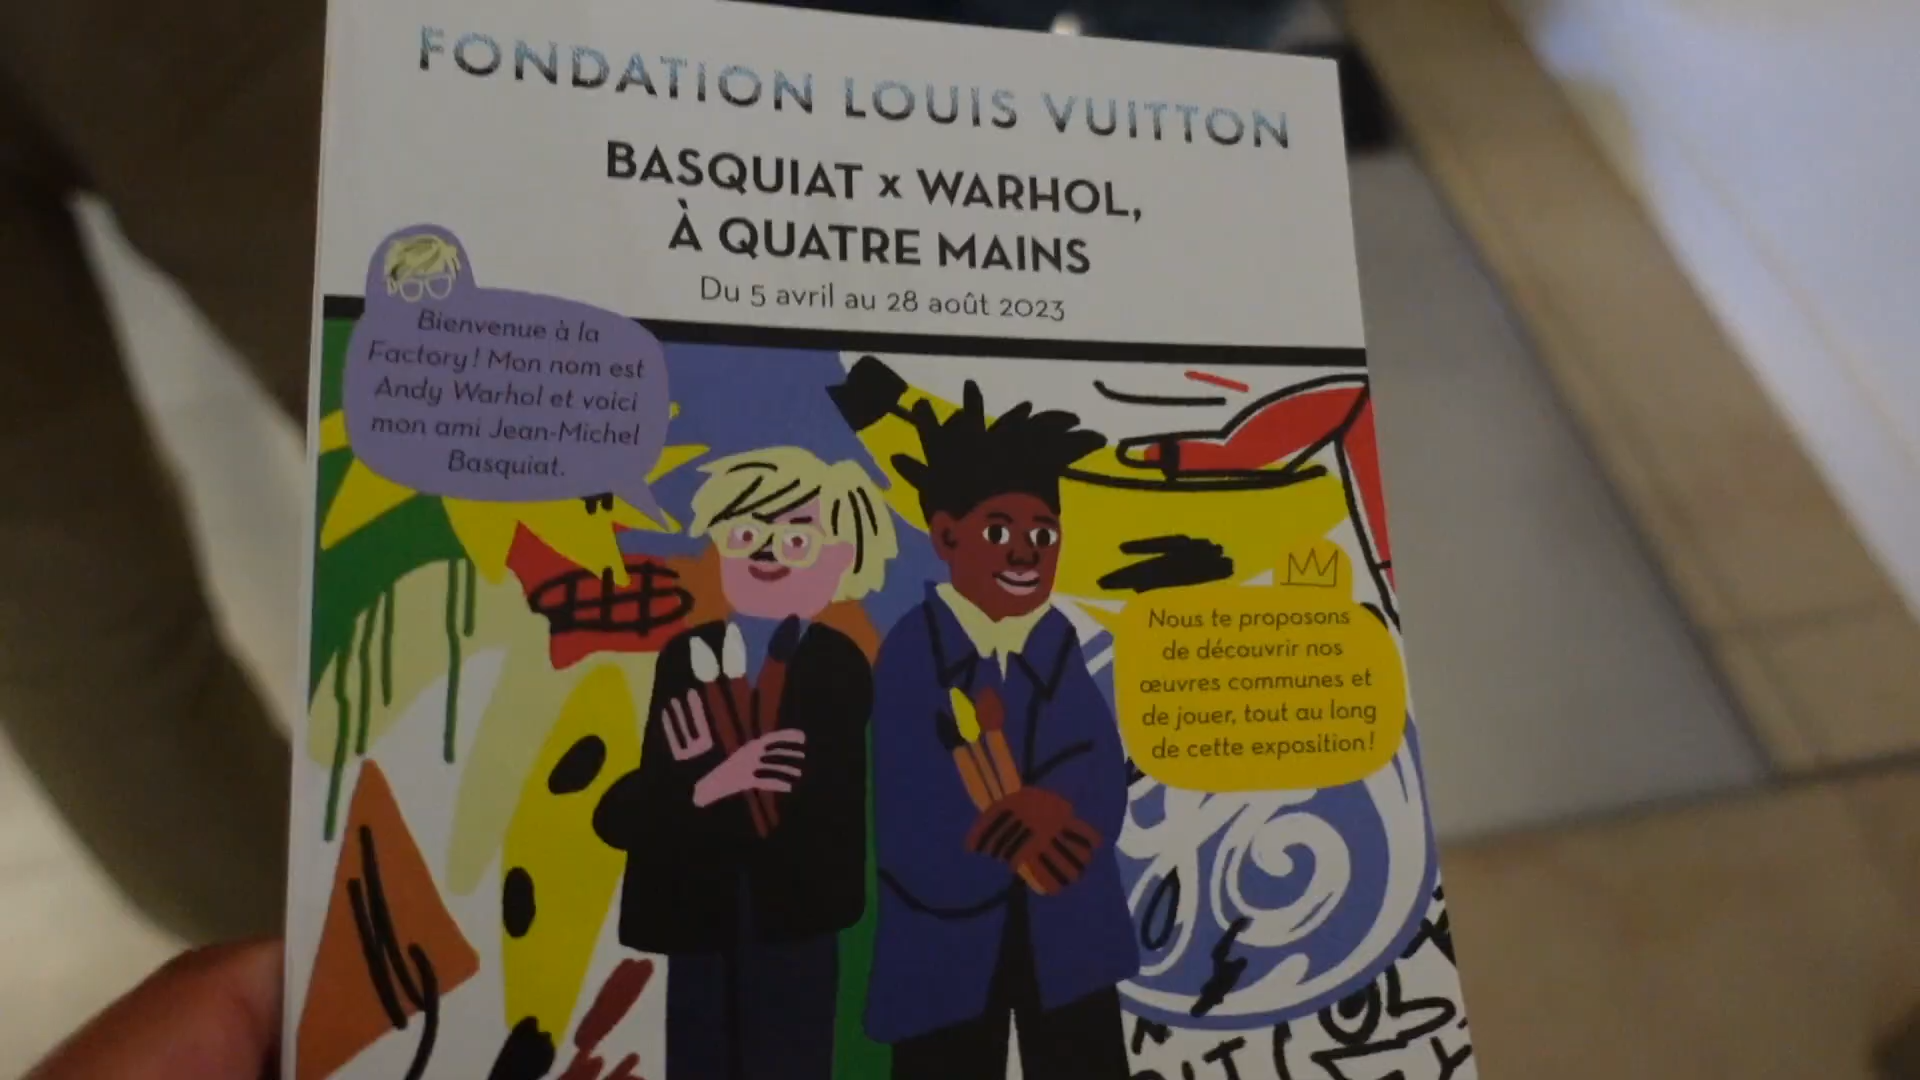 FONDATION LOUIS VUITTON
BASQUIAT x WARHOL,
À QUATRE MAINS
Du 5 avril au 28 août 2023
Bienvenue à la
Factory! Mon nom est
Andy Warhol et voici
mon ami Jean-Michel
Basquiat.
Nous te proposons
de découvrir nos
œuvres communes et
de jouer, tout au long
de cette exposition!